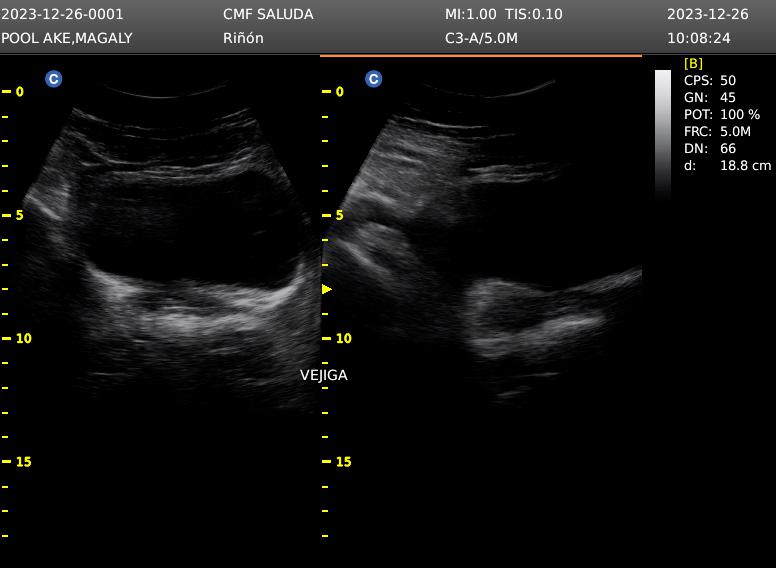 2023-12-26-0001 CMF SALUDA MI:1.00 TIS:0.10 2023-12-26
POOL AKE,MAGALY Riñón C3-A/5.0M 10:08:24
[B]
CPS: 50
GN: 45
POT: 100 %
FRC: 5.0M
DN: 66
d: 18.8 cm
C
0
5
10
15
C
0
5
10
15
VEJIGA